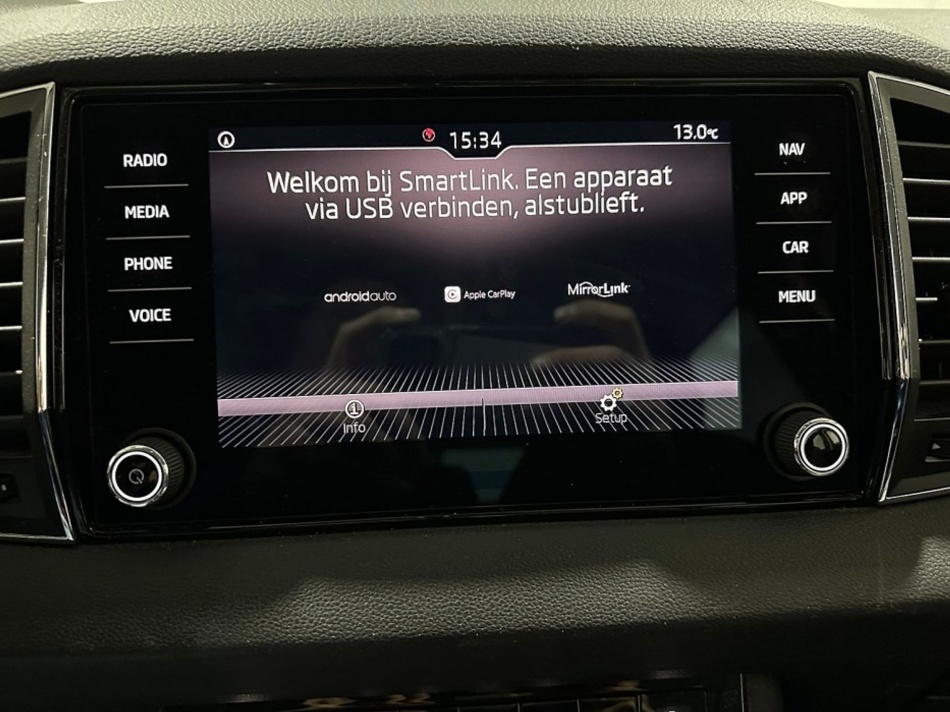 15:34
13.0°C
RADIO
MEDIA
PHONE
VOICE
Welkom bij SmartLink. Een apparaat
via USB verbinden, alstublieft.
androidauto
Apple CarPlay
MirrorLink
Info
Setup
NAV
APP
CAR
MENU